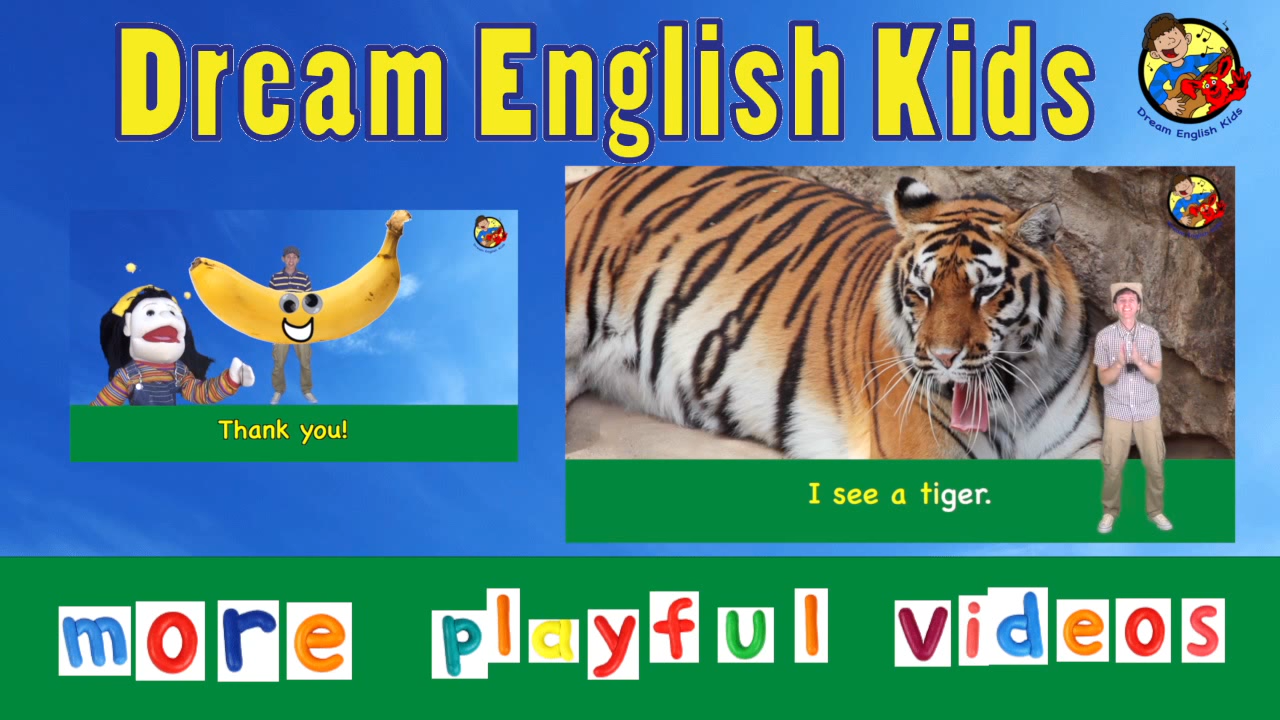 Dream English Kids
Dream English Kids
Thank you!
I see a tiger.
more playful videos